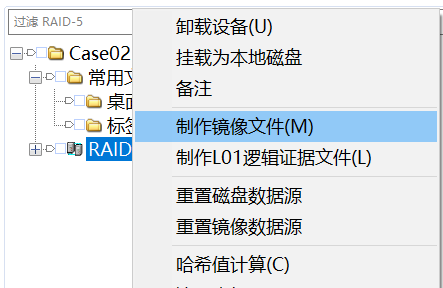 过滤 RAID-5
Case02
常用
桌
标签
RAID
卸载设备(U)
挂载为本地磁盘
备注
制作镜像文件(M)
制作L01逻辑证据文件(L)
重置磁盘数据源
重置镜像数据源
哈希值计算(C)